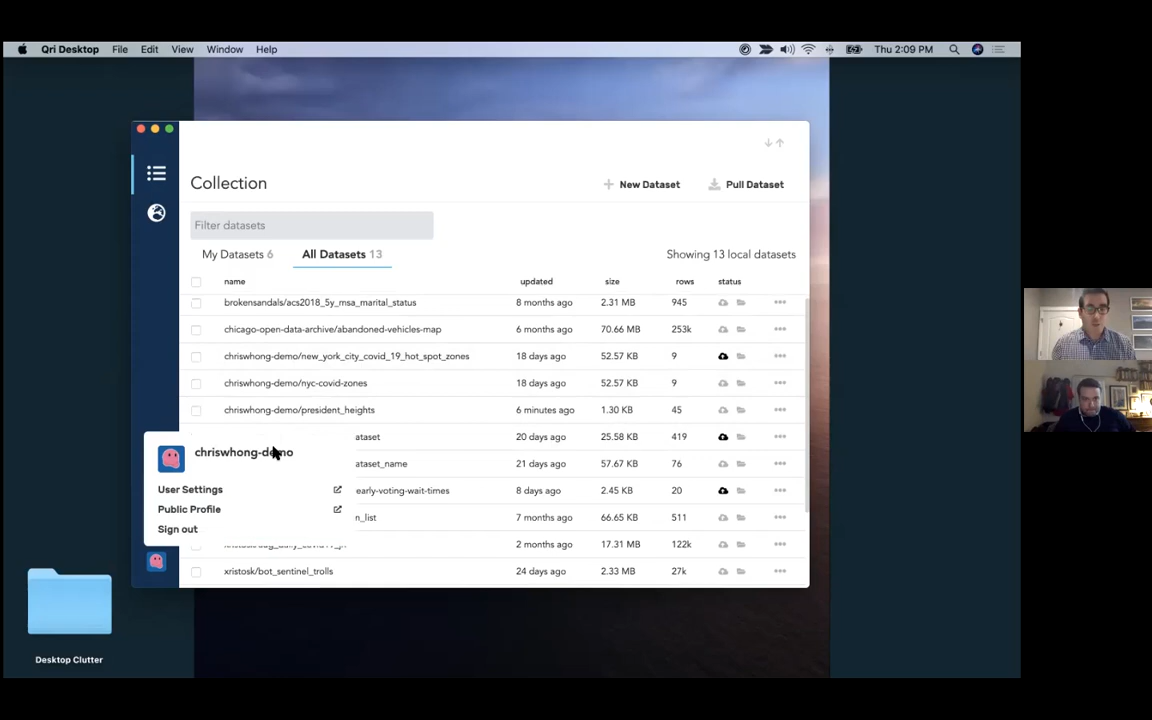 Qri Desktop File Edit View Window Help Thu 2:09 PM
Collection
New Dataset Pull Dataset
Filter datasets
My Datasets 6 All Datasets 13 Showing 13 local datasets
name updated size rows status
brokensandals/acs2018_5y_msa_marital_status 8 months ago 2.31 MB 945
chicago-open-data-archive/abandoned-vehicles-map 6 months ago 70.66 MB 253k
chriswhong-demo/new_york_city_covid_19_hot_spot_zones 18 days ago 52.57 KB 9
chriswhong-demo/nyc-covid-zones 18 days ago 52.57 KB 9
chriswhong-demo/president_heights 6 minutes ago 1.30 KB 45
ataset 20 days ago 25.58 KB 419
chriswhong-demo
ataset_name 21 days ago 57.67 KB 76
User Settings
early-voting-wait-times 8 days ago 2.45 KB 20
Public Profile
n_list 7 months ago 66.65 KB 511
Sign out
2 months ago 17.31 MB 122k
xristosk/bot_sentinel_trolls 24 days ago 2.33 MB 27k
Desktop Clutter